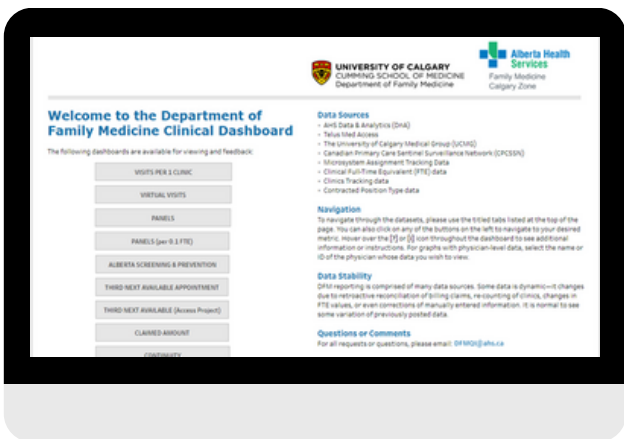 UNIVERSITY OF CALGARY
CUMMING SCHOOL OF MEDICINE
Department of Family Medicine
Alberta Health
Services
Family Medicine
Calgary Zone
Welcome to the Department of
Family Medicine Clinical Dashboard
The following dashboards are available for viewing and feedback:
VISITS PER 1 CLINIC
VIRTUAL VISITS
PANELS
PANELS (per 0.1 FTE)
ALBERTA SCREENING & PREVENTION
THIRD NEXT AVAILABLE APPOINTMENT
THIRD NEXT AVAILABLE (Access Project)
CLAIMED AMOUNT
CONTINUITY
Data Sources
- AHS Data & Analytics (DnA)
- Telus Med Access
- The University of Calgary Medical Group (UCMG)
- Canadian Primary Care Sentinel Surveillance Network (CPCSSN)
- Microsystem Assignment Tracking Data
- Clinical Full-Time Equivalent (FTE) data
- Clinics Tracking data
- Contracted Position Type data
Navigation
To navigate through the datasets, please use the titled tabs listed at the top of the
page. You can also click on any of the buttons on the left to navigate to your desired
metric. Hover over the [?] or [i] icon throughout the dashboard to see additional
information or instructions. For graphs with physician-level data, select the name or
ID of the physician whose data you wish to view.
Data Stability
DFM reporting is comprised of many data sources. Some data is dynamic—it changes
due to retroactive reconciliation of billing claims, re-counting of clinics, changes in
FTE values, or even corrections of manually entered information. It is normal to see
some variation of previously posted data.
Questions or Comments
For all requests or questions, please email: DFMQI@ahs.ca